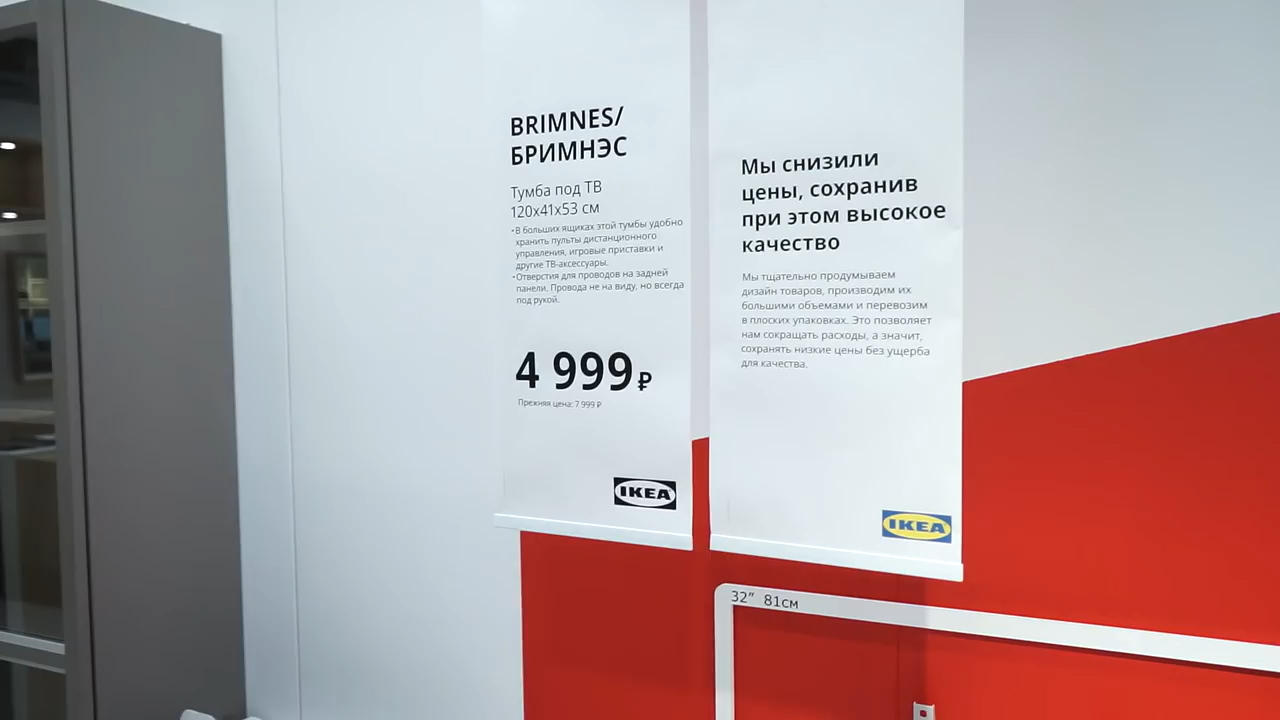 BRIMNES/
БРИМНЭС
Тумба под ТВ
120x41x53 см
•В больших ящиках этой тумбы удобно
хранить пульты дистанционного
управления, игровые приставки и
другие ТВ-аксессуары.
•Отверстия для проводов на задней
панели. Провода не на виду, но всегда
под рукой.
4 999 ₽
Прежняя цена: 7 999 ₽
IKEA
Мы снизили
цены, сохранив
при этом высокое
качество
Мы тщательно продумываем
дизайн товаров, производим их
большими объемами и перевозим
в плоских упаковках. Это позволяет
нам сокращать расходы, а значит,
сохранять низкие цены без ущерба
для качества.
IKEA
32” 81см